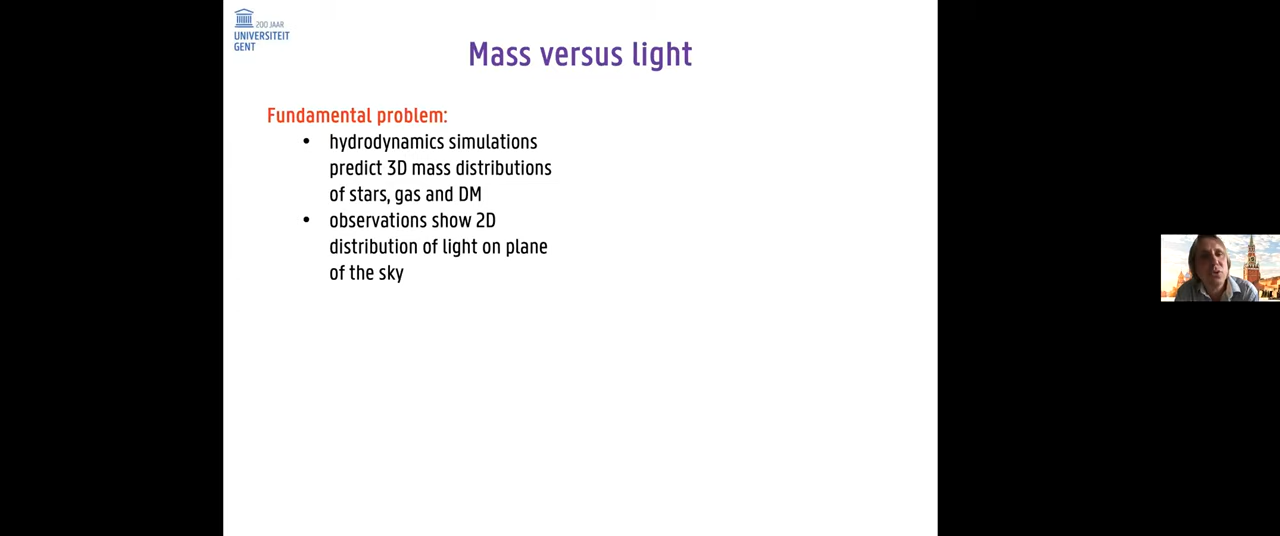 200 JAAR
UNIVERSITEIT
GENT
Mass versus light
Fundamental problem:
• hydrodynamics simulations
predict 3D mass distributions
of stars, gas and DM
• observations show 2D
distribution of light on plane
of the sky